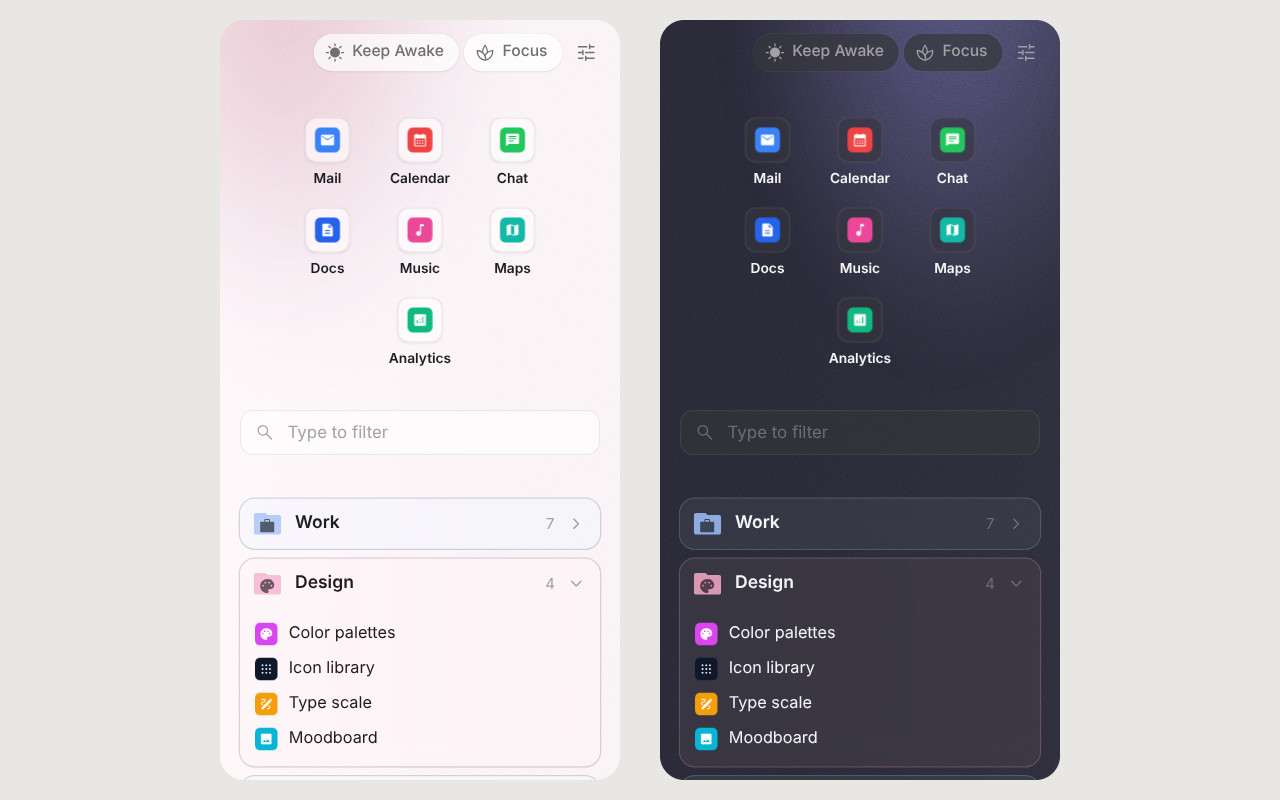 Keep Awake Focus
Mail Calendar Chat
Docs Music Maps
Analytics
Type to filter
Work 7
Design 4
Color palettes
Icon library
Type scale
Moodboard
Keep Awake Focus
Mail Calendar Chat
Docs Music Maps
Analytics
Type to filter
Work 7
Design 4
Color palettes
Icon library
Type scale
Moodboard